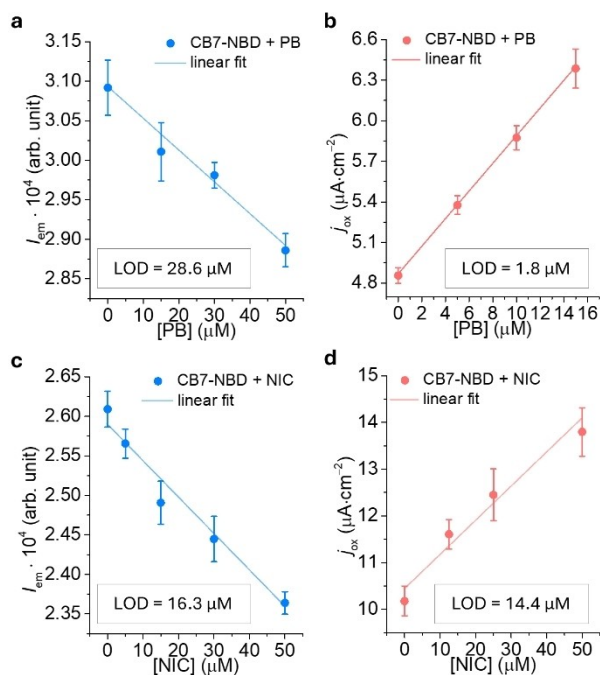 a
CB7-NBD + PB
linear fit
3.15
3.10
3.05
3.00
2.95
2.90
2.85
I_em · 10⁴ (arb. unit)
LOD = 28.6 µM
0 10 20 30 40 50
[PB] (µM)
b
CB7-NBD + PB
linear fit
6.6
6.3
6.0
5.7
5.4
5.1
4.8
j_ox (µA·cm⁻²)
LOD = 1.8 µM
0 2 4 6 8 10 12 14 16
[PB] (µM)
c
CB7-NBD + NIC
linear fit
2.65
2.60
2.55
2.50
2.45
2.40
2.35
I_em · 10⁴ (arb. unit)
LOD = 16.3 µM
0 10 20 30 40 50
[NIC] (µM)
d
CB7-NBD + NIC
linear fit
15
14
13
12
11
10
j_ox (µA·cm⁻²)
LOD = 14.4 µM
0 10 20 30 40 50
[NIC] (µM)